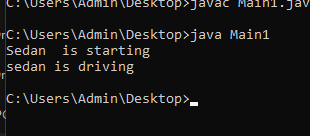 C:\Users\Admin\Desktop>javac Main1.jav
C:\Users\Admin\Desktop>java Main1
Sedan  is starting
sedan is driving
C:\Users\Admin\Desktop>